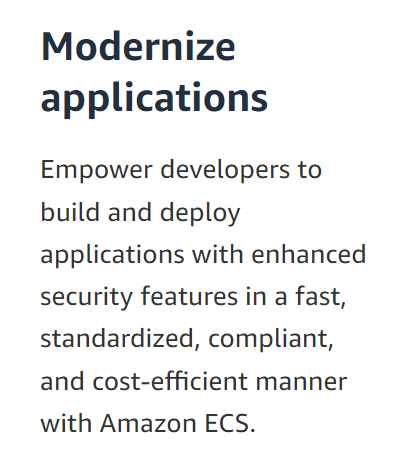 Modernize
applications
Empower developers to
build and deploy
applications with enhanced
security features in a fast,
standardized, compliant,
and cost-efficient manner
with Amazon ECS.